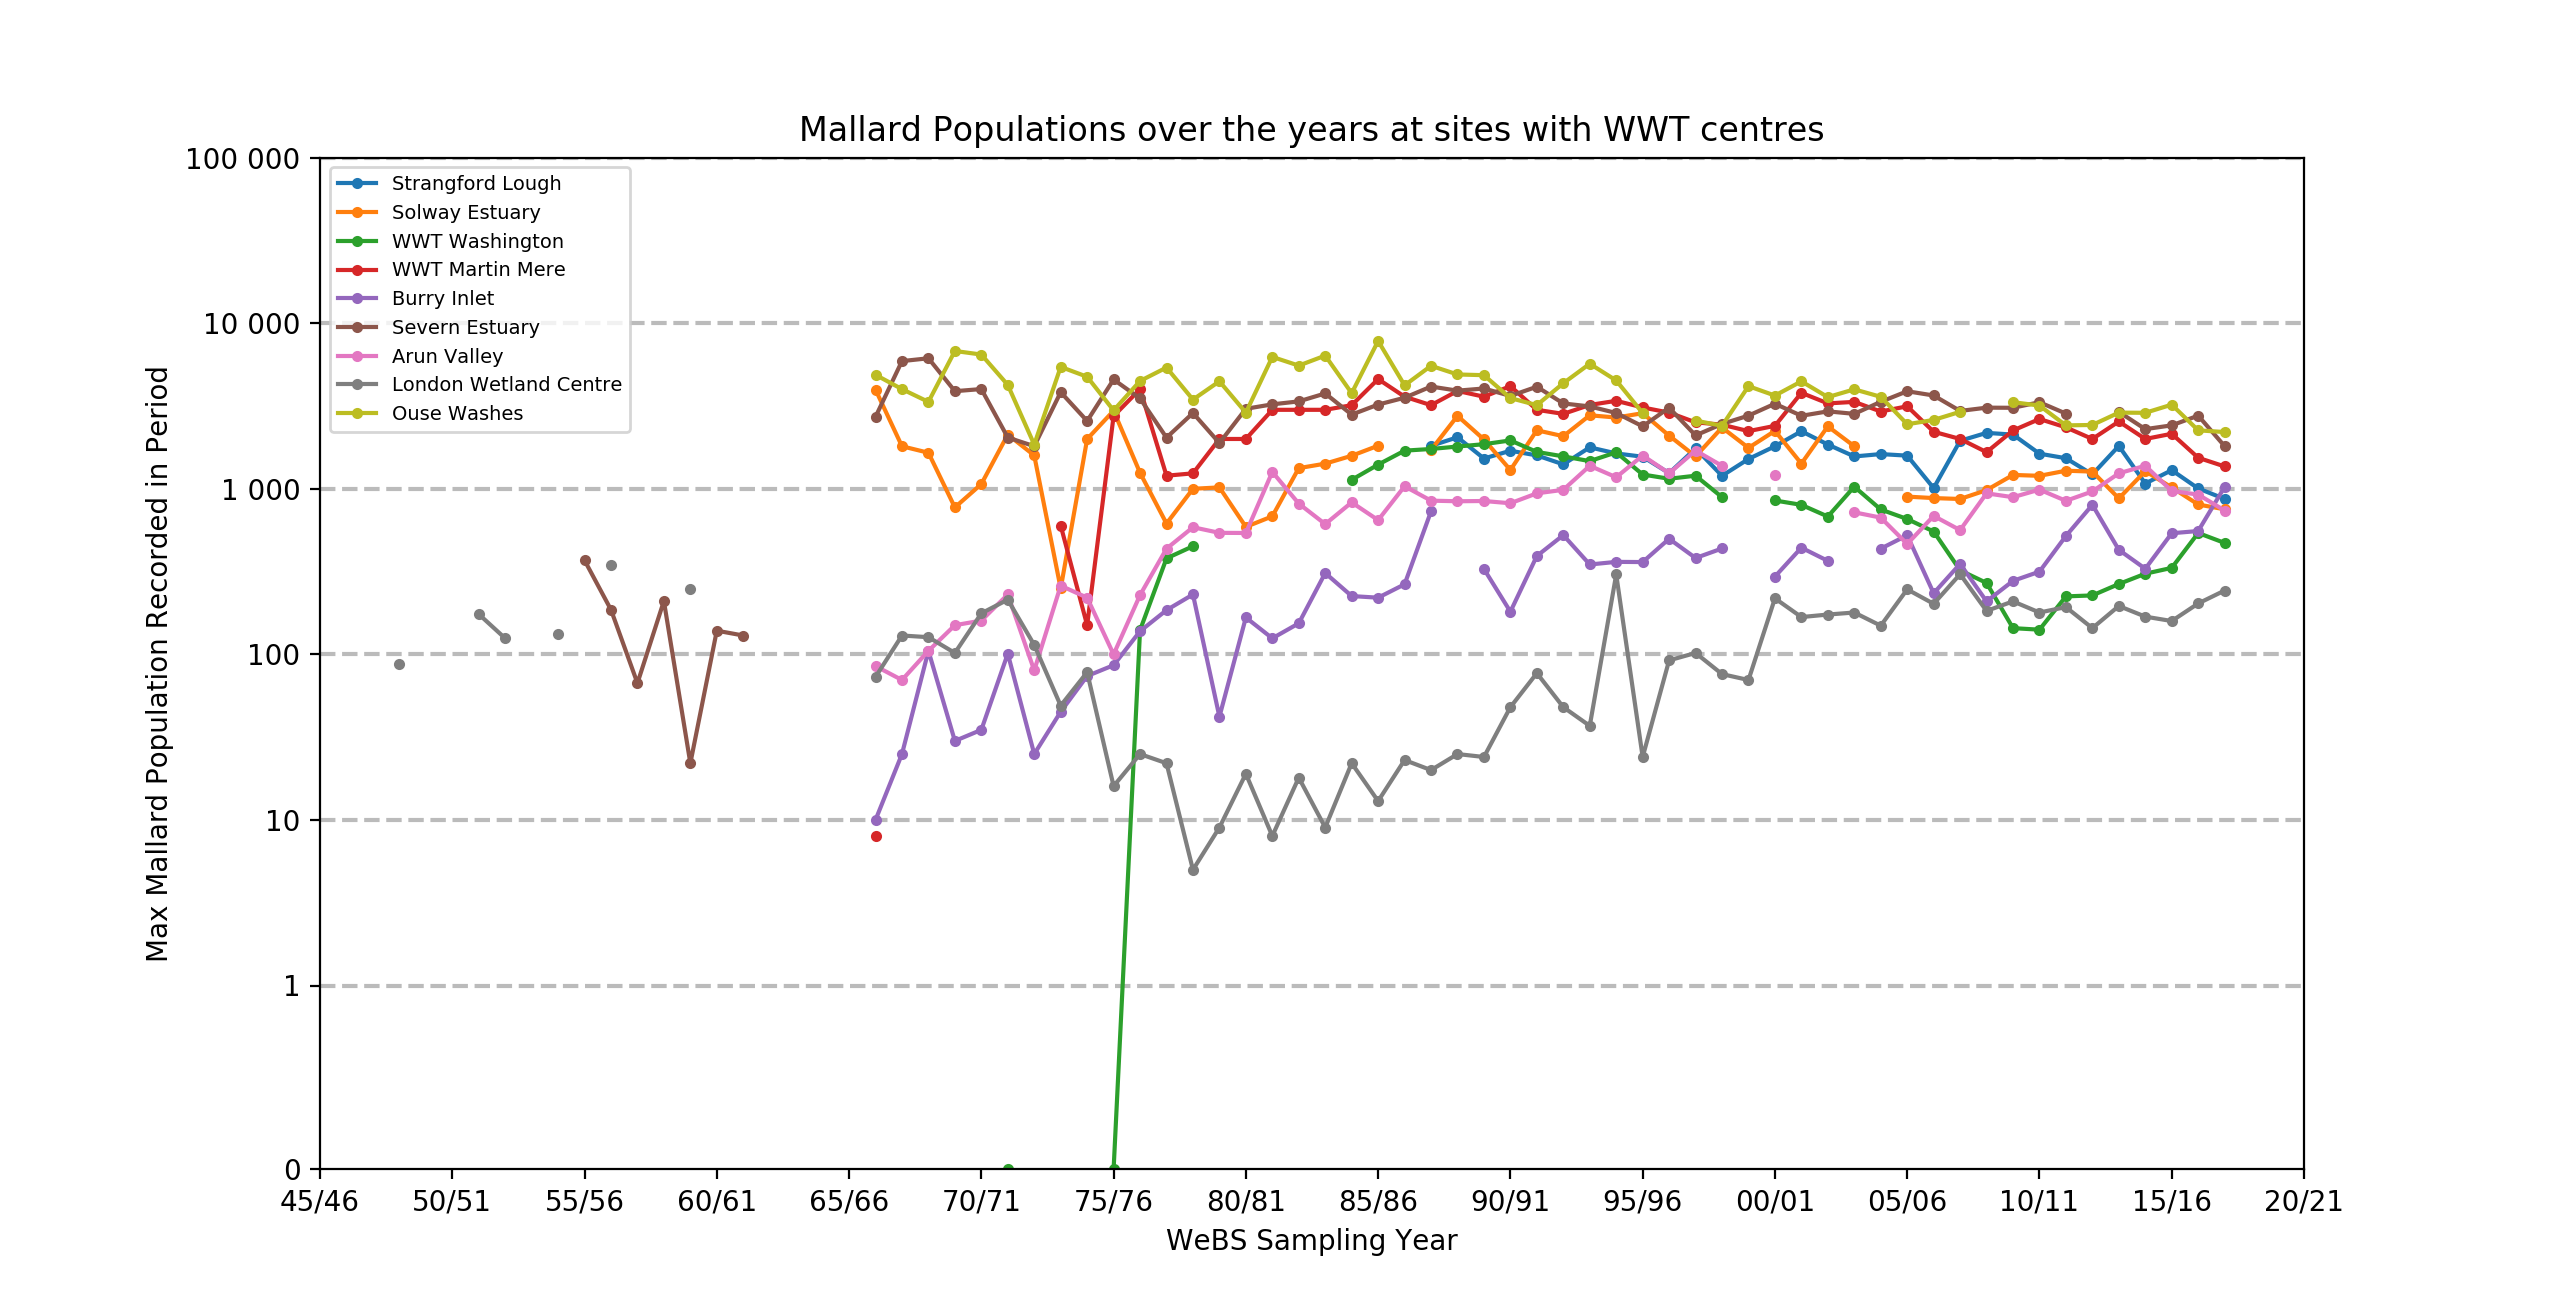 Mallard Populations over the years at sites with WWT centres
100 000
10 000
1 000
100
10
1
0
Max Mallard Population Recorded in Period
Strangford Lough
Solway Estuary
WWT Washington
WWT Martin Mere
Burry Inlet
Severn Estuary
Arun Valley
London Wetland Centre
Ouse Washes
45/46 50/51 55/56 60/61 65/66 70/71 75/76 80/81 85/86 90/91 95/96 00/01 05/06 10/11 15/16 20/21
WeBS Sampling Year